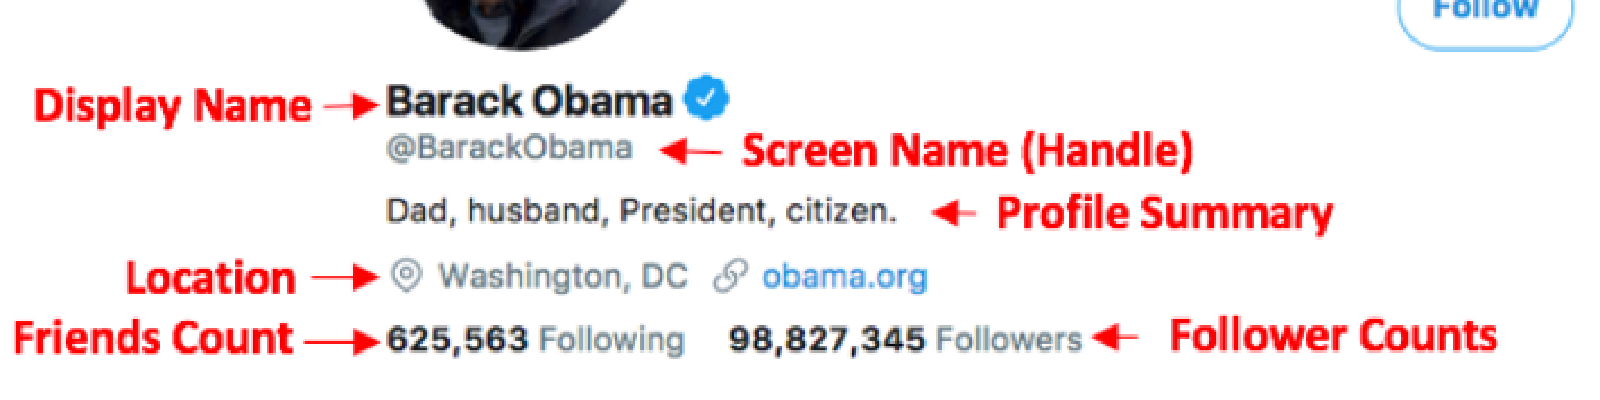 Follow
Display Name Barack Obama
@BarackObama Screen Name (Handle)
Dad, husband, President, citizen. Profile Summary
Location Washington, DC obama.org
Friends Count 625,563 Following 98,827,345 Followers Follower Counts